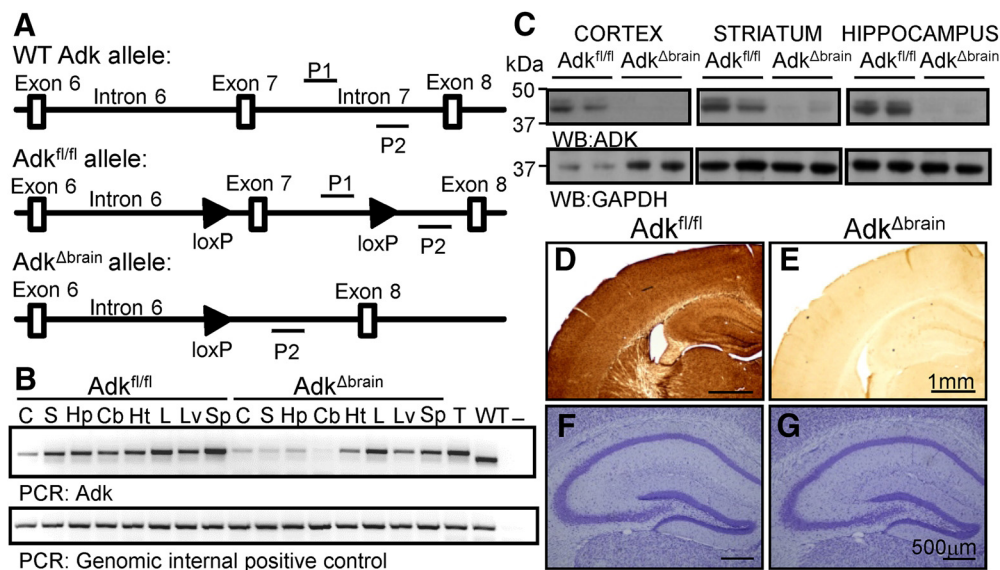 A
WT Adk allele:
Exon 6 Intron 6 Exon 7 P1 Intron 7 Exon 8
P2
Adkfl/fl allele:
Exon 6 Intron 6 Exon 7 P1 Exon 8
loxP loxP P2
AdkΔbrain allele:
Exon 6 Intron 6 Exon 8
loxP P2
B
Adkfl/fl AdkΔbrain
C S Hp Cb Ht L Lv Sp C S Hp Cb Ht L Lv Sp T WT –
PCR: Adk
PCR: Genomic internal positive control
C
CORTEX STRIATUM HIPPOCAMPUS
kDa Adkfl/fl AdkΔbrain Adkfl/fl AdkΔbrain Adkfl/fl AdkΔbrain
50
37
WB:ADK
37
WB:GAPDH
Adkfl/fl AdkΔbrain
D E
1mm
F G
500µm